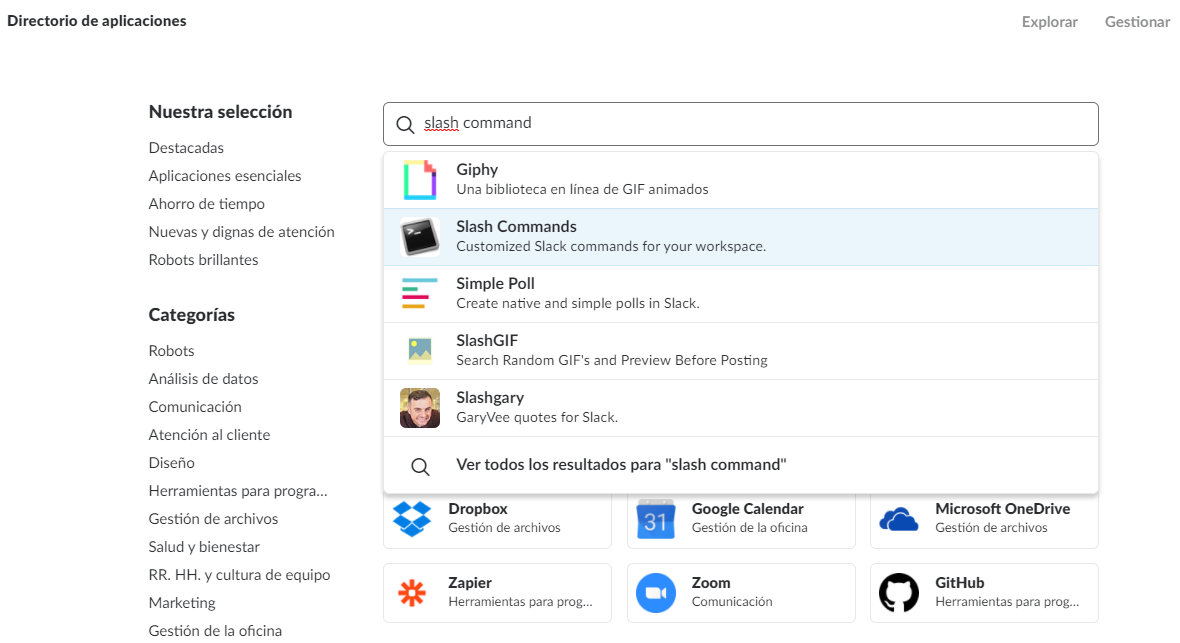 Directorio de aplicaciones
Explorar
Gestionar
Nuestra selección
Destacadas
Aplicaciones esenciales
Ahorro de tiempo
Nuevas y dignas de atención
Robots brillantes
Categorías
Robots
Análisis de datos
Comunicación
Atención al cliente
Diseño
Herramientas para progra...
Gestión de archivos
Salud y bienestar
RR. HH. y cultura de equipo
Marketing
Gestión de la oficina
slash command
Giphy
Una biblioteca en línea de GIF animados
Slash Commands
Customized Slack commands for your workspace.
Simple Poll
Create native and simple polls in Slack.
SlashGIF
Search Random GIF's and Preview Before Posting
Slashgary
GaryVee quotes for Slack.
Ver todos los resultados para "slash command"
Dropbox
Gestión de archivos
31
Google Calendar
Gestión de la oficina
Microsoft OneDrive
Gestión de archivos
Zapier
Herramientas para prog...
Zoom
Comunicación
GitHub
Herramientas para prog...